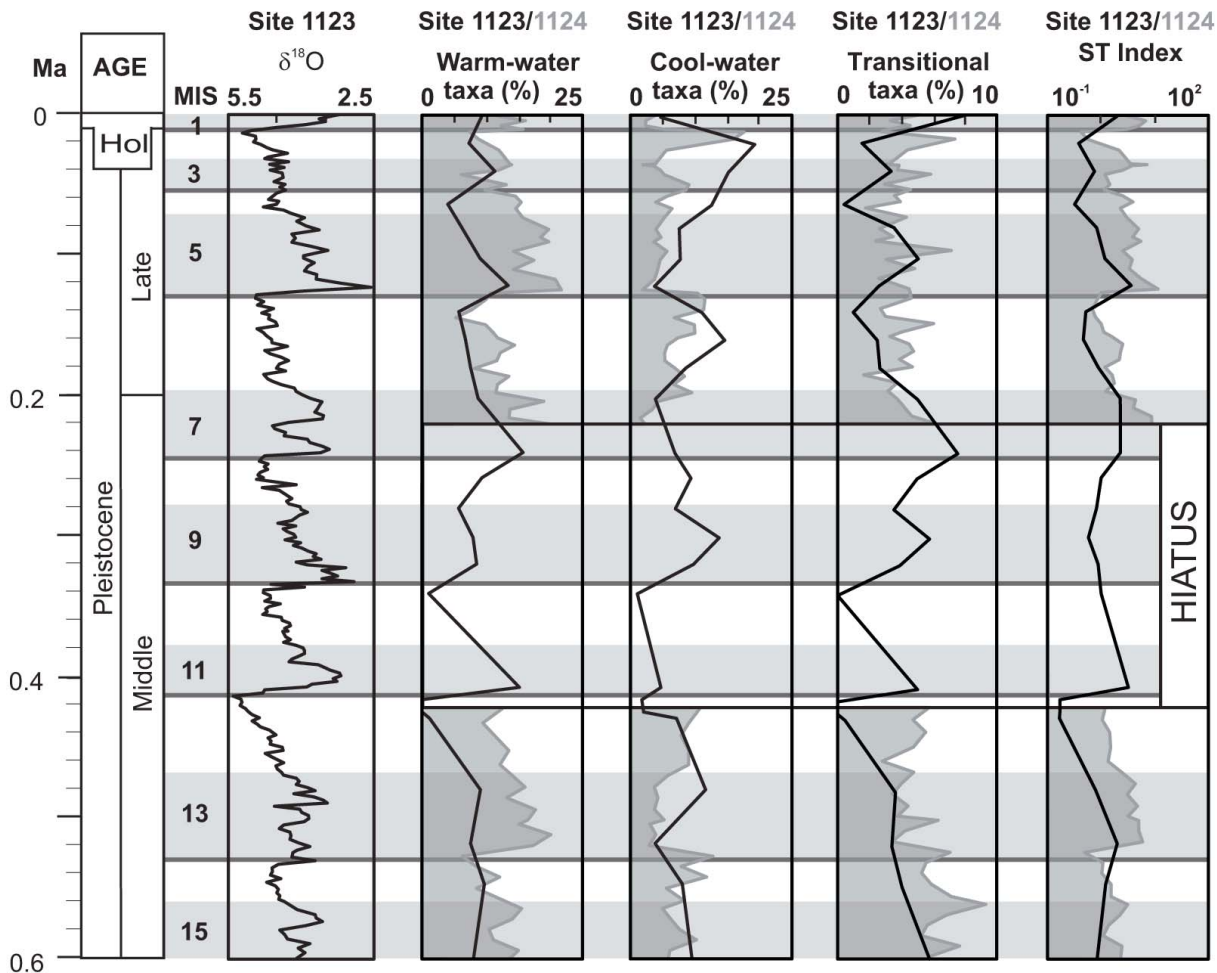 Site 1123 Site 1123/1124 Site 1123/1124 Site 1123/1124 Site 1123/1124
Ma AGE δ18O Warm-water Cool-water Transitional ST Index
MIS 5.5 2.5 0 taxa (%) 25 0 taxa (%) 25 0 taxa (%) 10 10-1 102
0
1
Hol
3
5
Late
0.2
7
9
Pleistocene
HIATUS
11
0.4
Middle
13
15
0.6